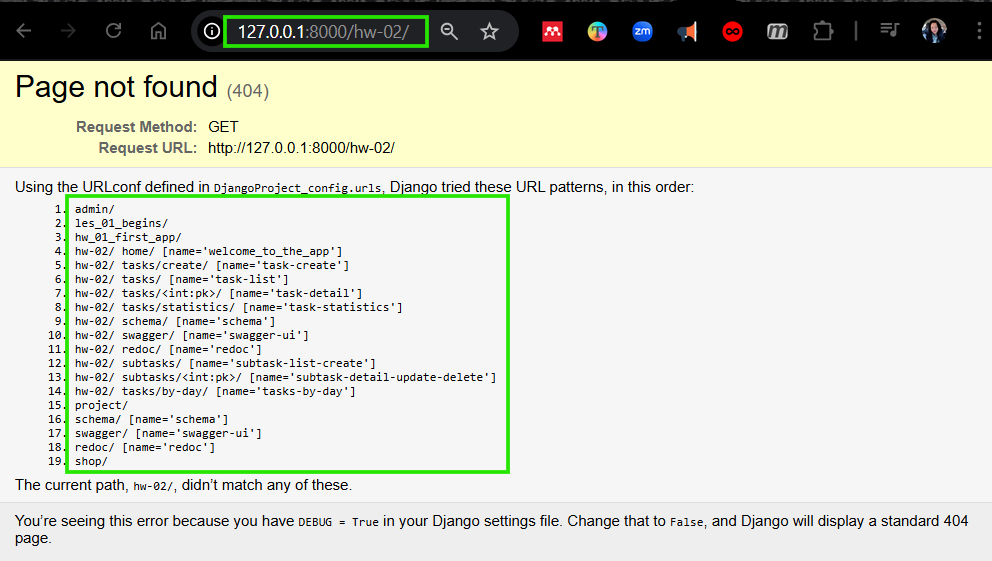 127.0.0.1:8000/hw-02/
zm
Page not found (404)
Request Method: GET
Request URL: http://127.0.0.1:8000/hw-02/
Using the URLconf defined in DjangoProject_config.urls, Django tried these URL patterns, in this order:
1. admin/
2. les_01_begins/
3. hw_01_first_app/
4. hw-02/ home/ [name='welcome_to_the_app']
5. hw-02/ tasks/create/ [name='task-create']
6. hw-02/ tasks/ [name='task-list']
7. hw-02/ tasks/<int:pk>/ [name='task-detail']
8. hw-02/ tasks/statistics/ [name='task-statistics']
9. hw-02/ schema/ [name='schema']
10. hw-02/ swagger/ [name='swagger-ui']
11. hw-02/ redoc/ [name='redoc']
12. hw-02/ subtasks/ [name='subtask-list-create']
13. hw-02/ subtasks/<int:pk>/ [name='subtask-detail-update-delete']
14. hw-02/ tasks/by-day/ [name='tasks-by-day']
15. project/
16. schema/ [name='schema']
17. swagger/ [name='swagger-ui']
18. redoc/ [name='redoc']
19. shop/
The current path, hw-02/, didn’t match any of these.
You’re seeing this error because you have DEBUG = True in your Django settings file. Change that to False, and Django will display a standard 404
page.